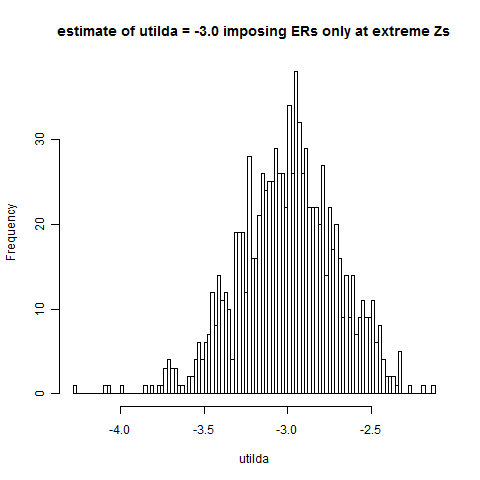 estimate of utilda = -3.0 imposing ERs only at extreme Zs
Frequency
30
20
10
0
-4.0 -3.5 -3.0 -2.5
utilda